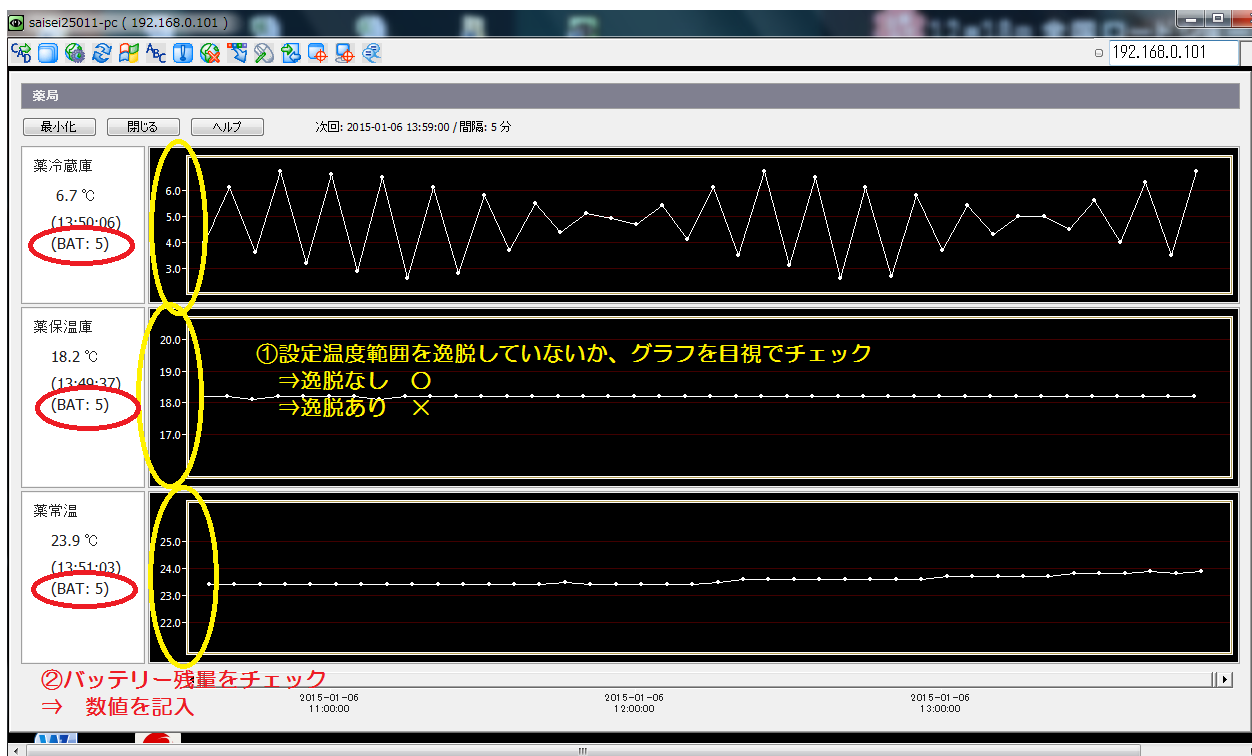 saisei25011-pc ( 192.168.0.101 )
192.168.0.101
薬局
最小化
閉じる
ヘルプ
次回: 2015-01-06 13:59:00 / 間隔: 5 分
薬冷蔵庫
6.7 ℃
(13:50:06)
(BAT: 5)
6.0
5.0
4.0
3.0
薬保温庫
18.2 ℃
(13:49:37)
(BAT: 5)
20.0
19.0
18.0
17.0
①設定温度範囲を逸脱していないか、グラフを目視でチェック
⇒逸脱なし ○
⇒逸脱あり ×
薬常温
23.9 ℃
(13:51:03)
(BAT: 5)
25.0
24.0
23.0
22.0
②バッテリー残量をチェック
⇒ 数値を記入
2015-01-06
11:00:00
2015-01-06
12:00:00
2015-01-06
13:00:00